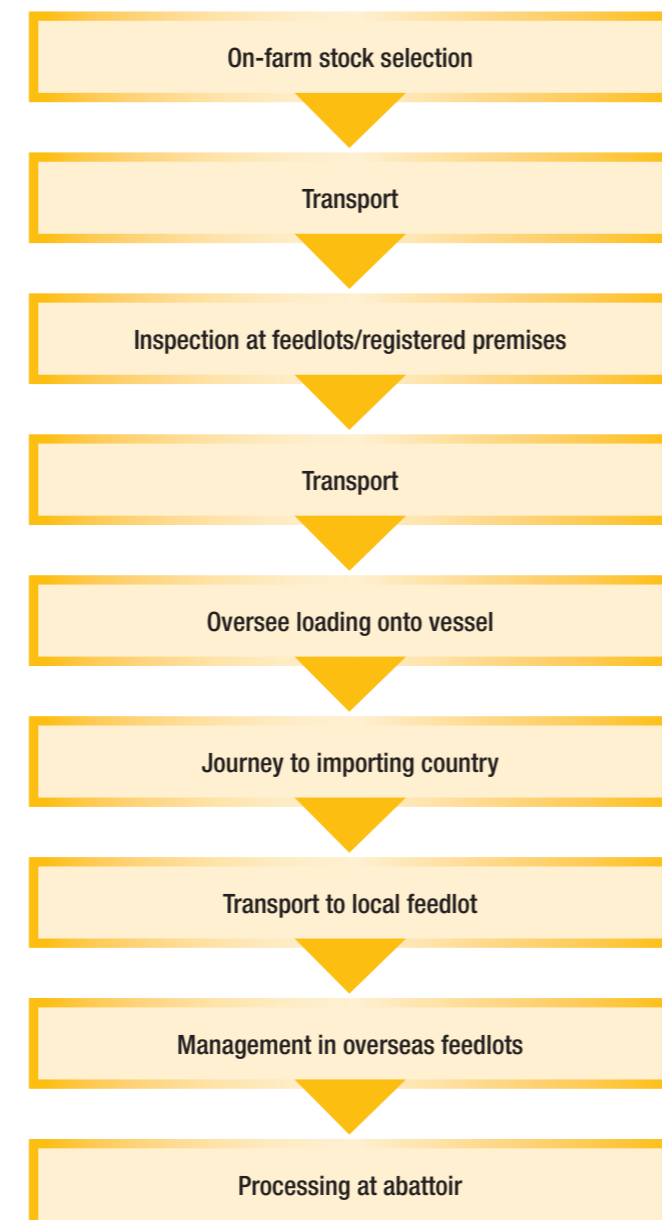 On-farm stock selection
Transport
Inspection at feedlots/registered premises
Transport
Oversee loading onto vessel
Journey to importing country
Transport to local feedlot
Management in overseas feedlots
Processing at abattoir